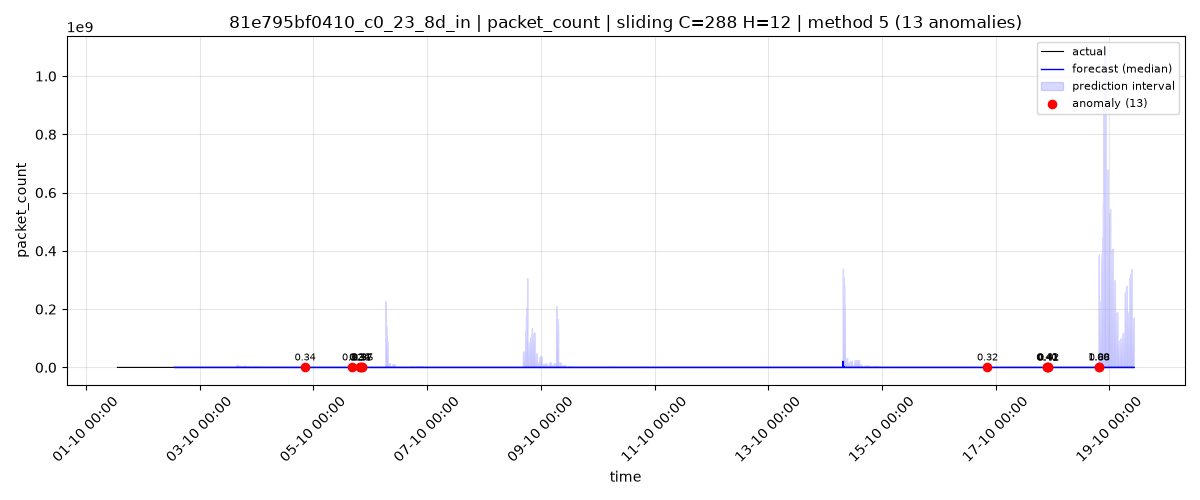 81e795bf0410_c0_23_8d_in | packet_count | sliding C=288 H=12 | method 5 (13 anomalies)
1e9
actual
forecast (median)
prediction interval
anomaly (13)
1.0
0.8
0.6
0.4
0.2
0.0
packet_count
0.34
0.32
01-10 00:00
03-10 00:00
05-10 00:00
07-10 00:00
09-10 00:00
11-10 00:00
13-10 00:00
15-10 00:00
17-10 00:00
19-10 00:00
time